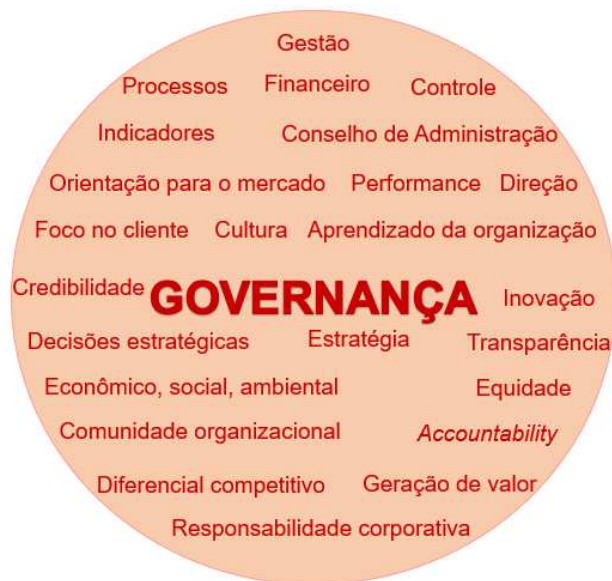 Gestão
Processos Financeiro Controle
Indicadores Conselho de Administração
Orientação para o mercado Performance Direção
Foco no cliente Cultura Aprendizado da organização
Credibilidade GOVERNANÇA Inovação
Decisões estratégicas Estratégia Transparência
Econômico, social, ambiental Equidade
Comunidade organizacional Accountability
Diferencial competitivo Geração de valor
Responsabilidade corporativa